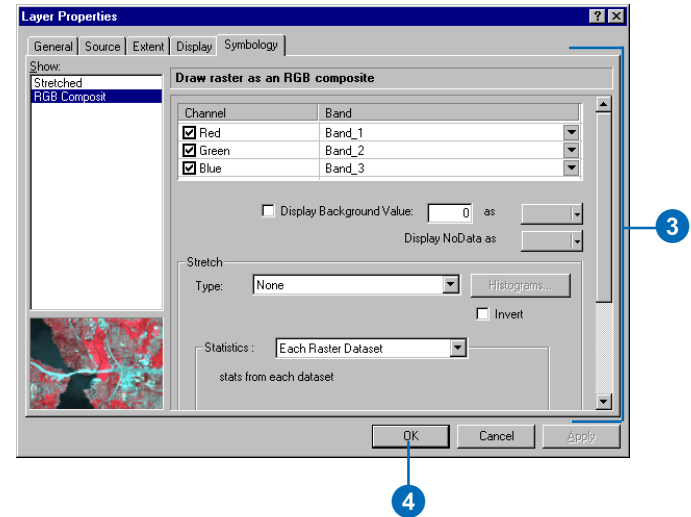 Layer Properties
? X
General Source Extent Display Symbology
Show:
Stretched
RGB Composit
Draw raster as an RGB composite
Channel Band
Red Band_1
Green Band_2
Blue Band_3
Display Background Value: 0 as
Display NoData as
Stretch
Type: None Histograms...
Invert
Statistics : Each Raster Dataset
stats from each dataset
OK Cancel Apply
3
4